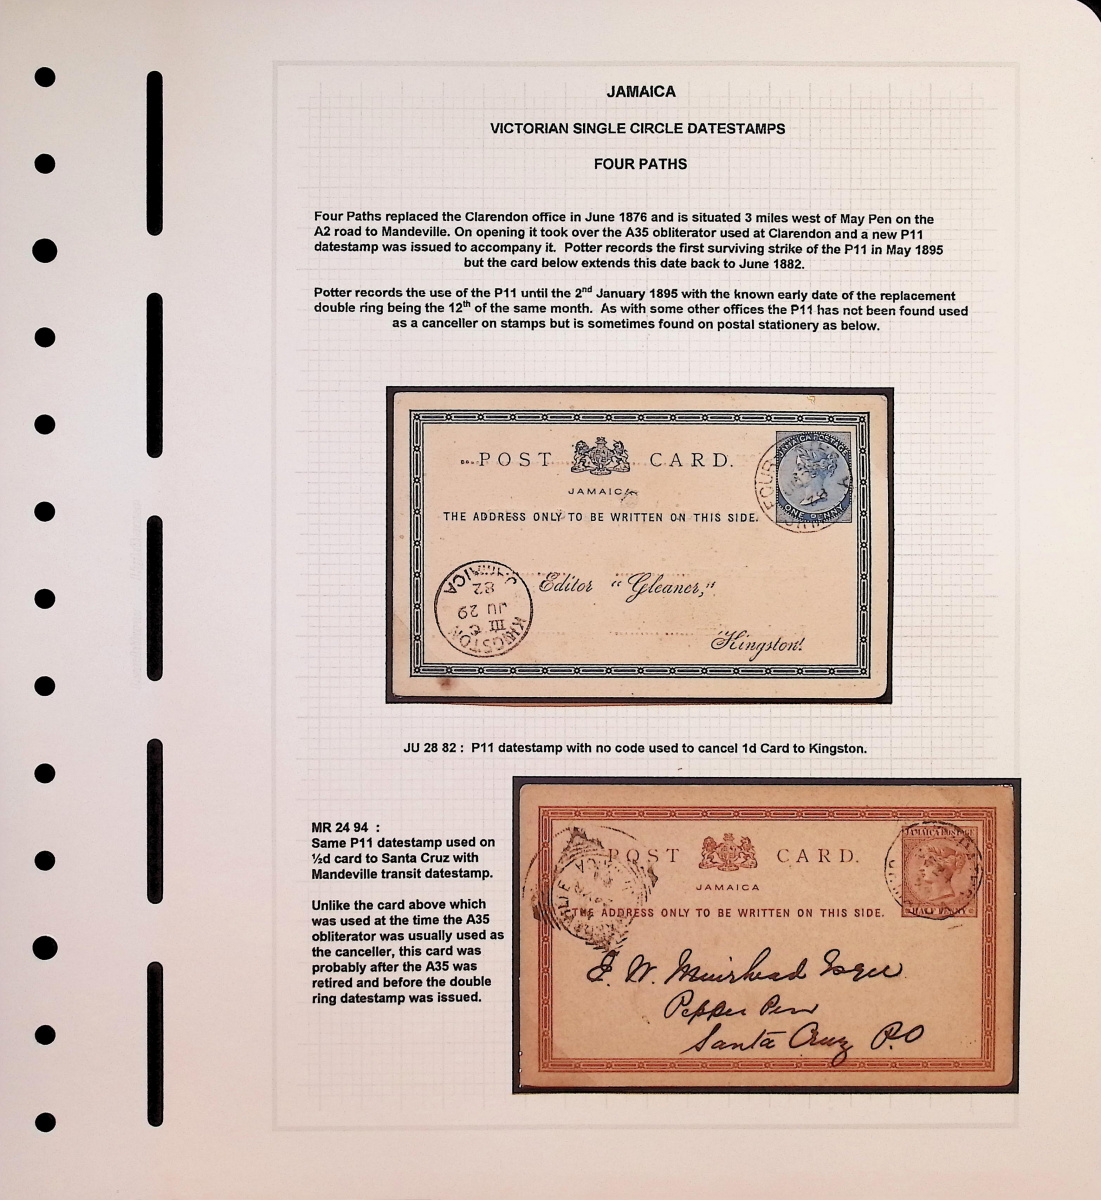 JAMAICA
VICTORIAN SINGLE CIRCLE DATESTAMPS
FOUR PATHS
Four Paths replaced the Clarendon office in June 1876 and is situated 3 miles west of May Pen on the
A2 road to Mandeville. On opening it took over the A35 obliterator used at Clarendon and a new P11
datestamp was issued to accompany it. Potter records the first surviving strike of the P11 in May 1895
but the card below extends this date back to June 1882.
Potter records the use of the P11 until the 2nd January 1895 with the known early date of the replacement
double ring being the 12th of the same month. As with some other offices the P11 has not been found used
as a canceller on stamps but is sometimes found on postal stationery as below.
POST CARD.
JAMAICA
THE ADDRESS ONLY TO BE WRITTEN ON THIS SIDE.
JAMAICA POSTAGE
ONE PENNY
FOUR
82
KINGSTON
III
JU 29
82
JAMAICA
Editor "Gleaner,"
Kingston!
JU 28 82 : P11 datestamp with no code used to cancel 1d Card to Kingston.
MR 24 94 :
Same P11 datestamp used on
½d card to Santa Cruz with
Mandeville transit datestamp.
Unlike the card above which
was used at the time the A35
obliterator was usually used as
the canceller, this card was
probably after the A35 was
retired and before the double
ring datestamp was issued.
POST CARD.
JAMAICA
THE ADDRESS ONLY TO BE WRITTEN ON THIS SIDE.
JAMAICA POSTAGE
HALF PENNY
E. W. Muirhead Esqre
Pepper Pen
Santa Cruz P.O